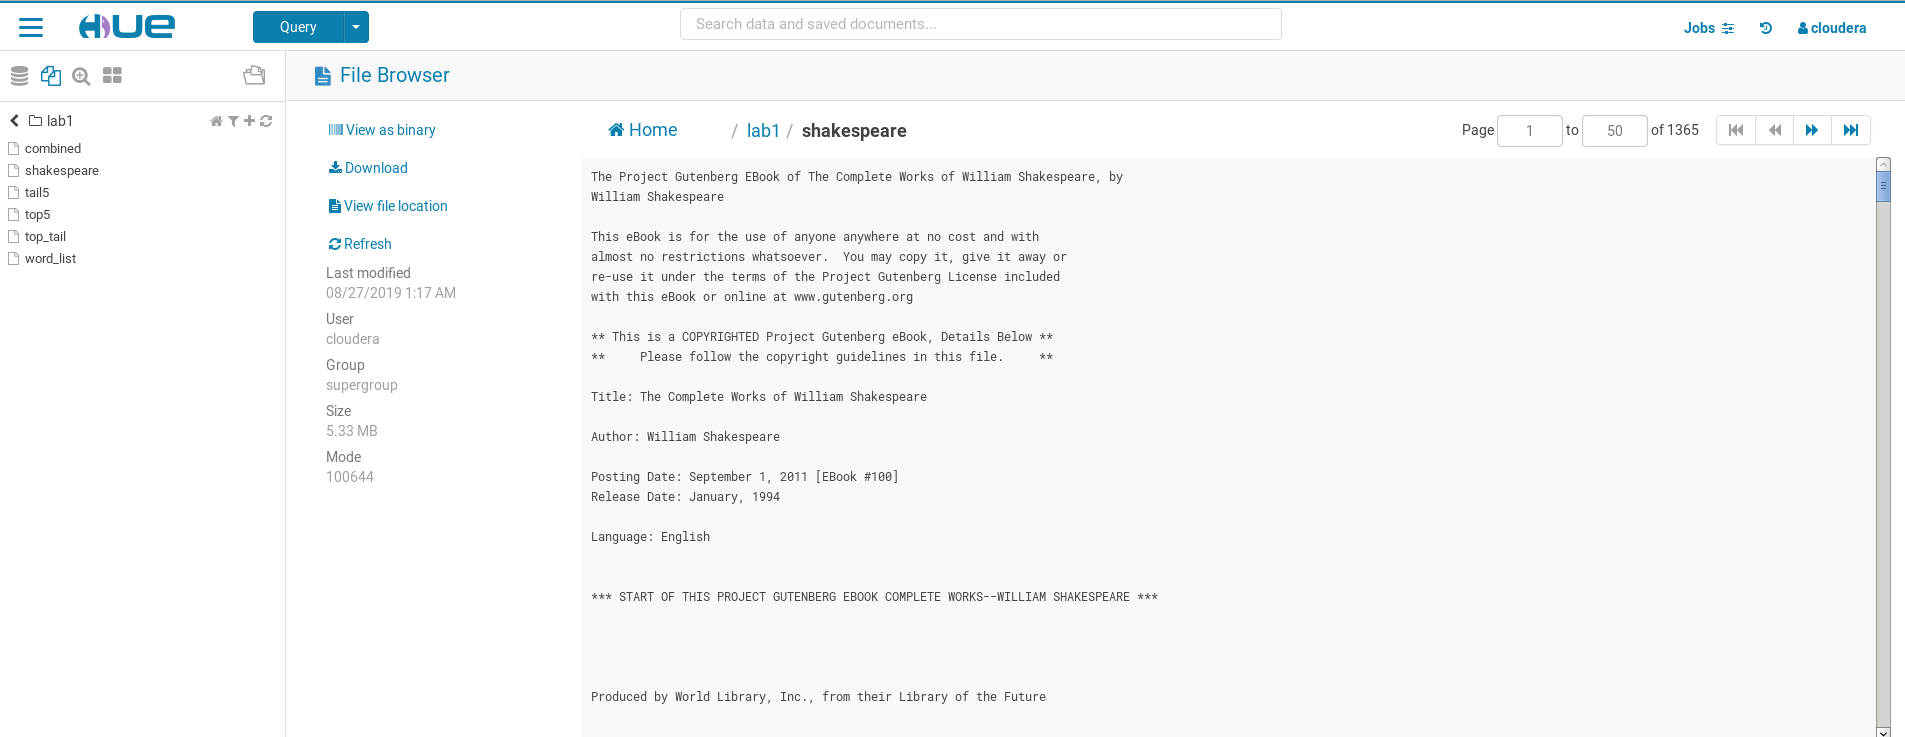 HUE
Query
Search data and saved documents...
Jobs
cloudera
File Browser
lab1
combined
shakespeare
tail5
top5
top_tail
word_list
View as binary
Download
View file location
Refresh
Last modified
08/27/2019 1:17 AM
User
cloudera
Group
supergroup
Size
5.33 MB
Mode
100644
Home / lab1 / shakespeare
Page 1 to 50 of 1365
The Project Gutenberg EBook of The Complete Works of William Shakespeare, by
William Shakespeare
This eBook is for the use of anyone anywhere at no cost and with
almost no restrictions whatsoever.  You may copy it, give it away or
re-use it under the terms of the Project Gutenberg License included
with this eBook or online at www.gutenberg.org
** This is a COPYRIGHTED Project Gutenberg eBook, Details Below **
**     Please follow the copyright guidelines in this file.     **
Title: The Complete Works of William Shakespeare
Author: William Shakespeare
Posting Date: September 1, 2011 [EBook #100]
Release Date: January, 1994
Language: English
*** START OF THIS PROJECT GUTENBERG EBOOK COMPLETE WORKS--WILLIAM SHAKESPEARE ***
Produced by World Library, Inc., from their Library of the Future